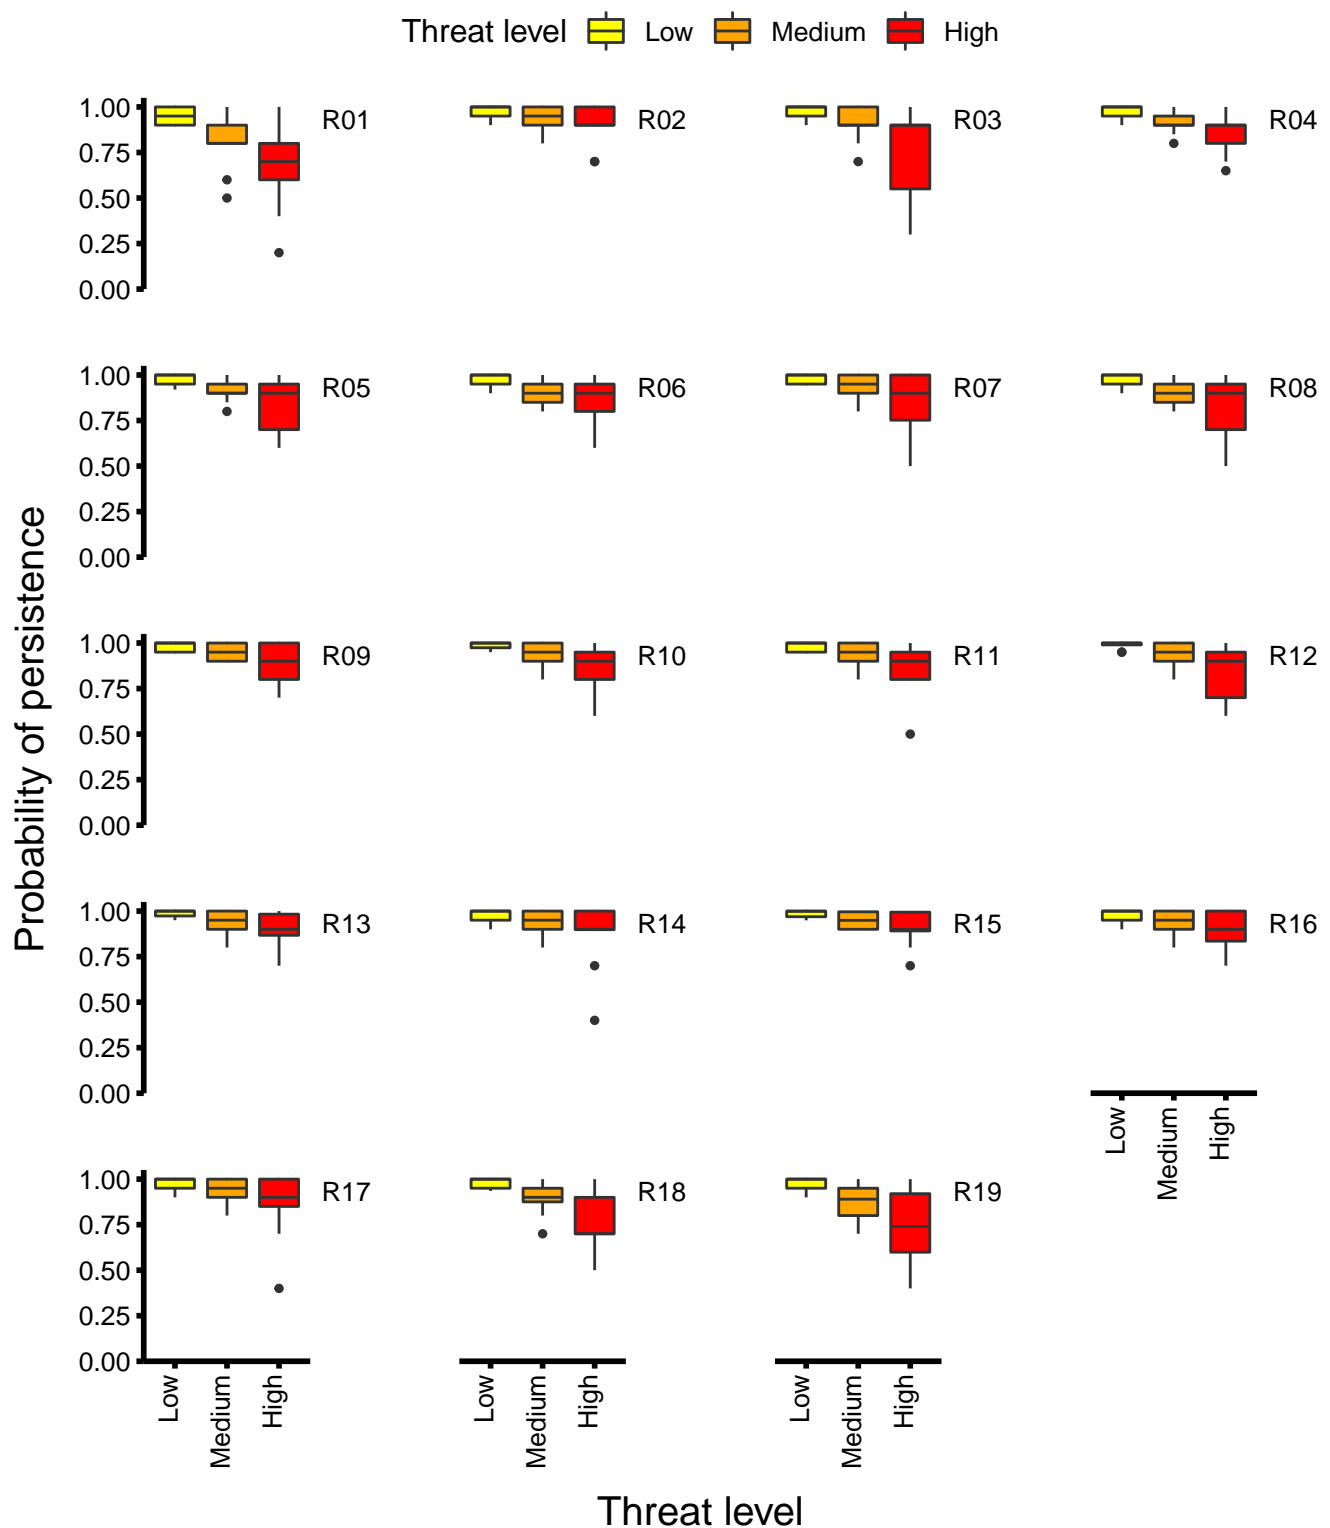 Threat level Low Medium High
Probability of persistence
1.00 R01 R02 R03 R04
0.75
0.50
0.25
0.00
1.00 R05 R06 R07 R08
0.75
0.50
0.25
0.00
1.00 R09 R10 R11 R12
0.75
0.50
0.25
0.00
1.00 R13 R14 R15 R16
0.75
0.50
0.25
0.00
Low Medium High
1.00 R17 R18 R19
0.75
0.50
0.25
0.00
Low Medium High Low Medium High Low Medium High
Threat level